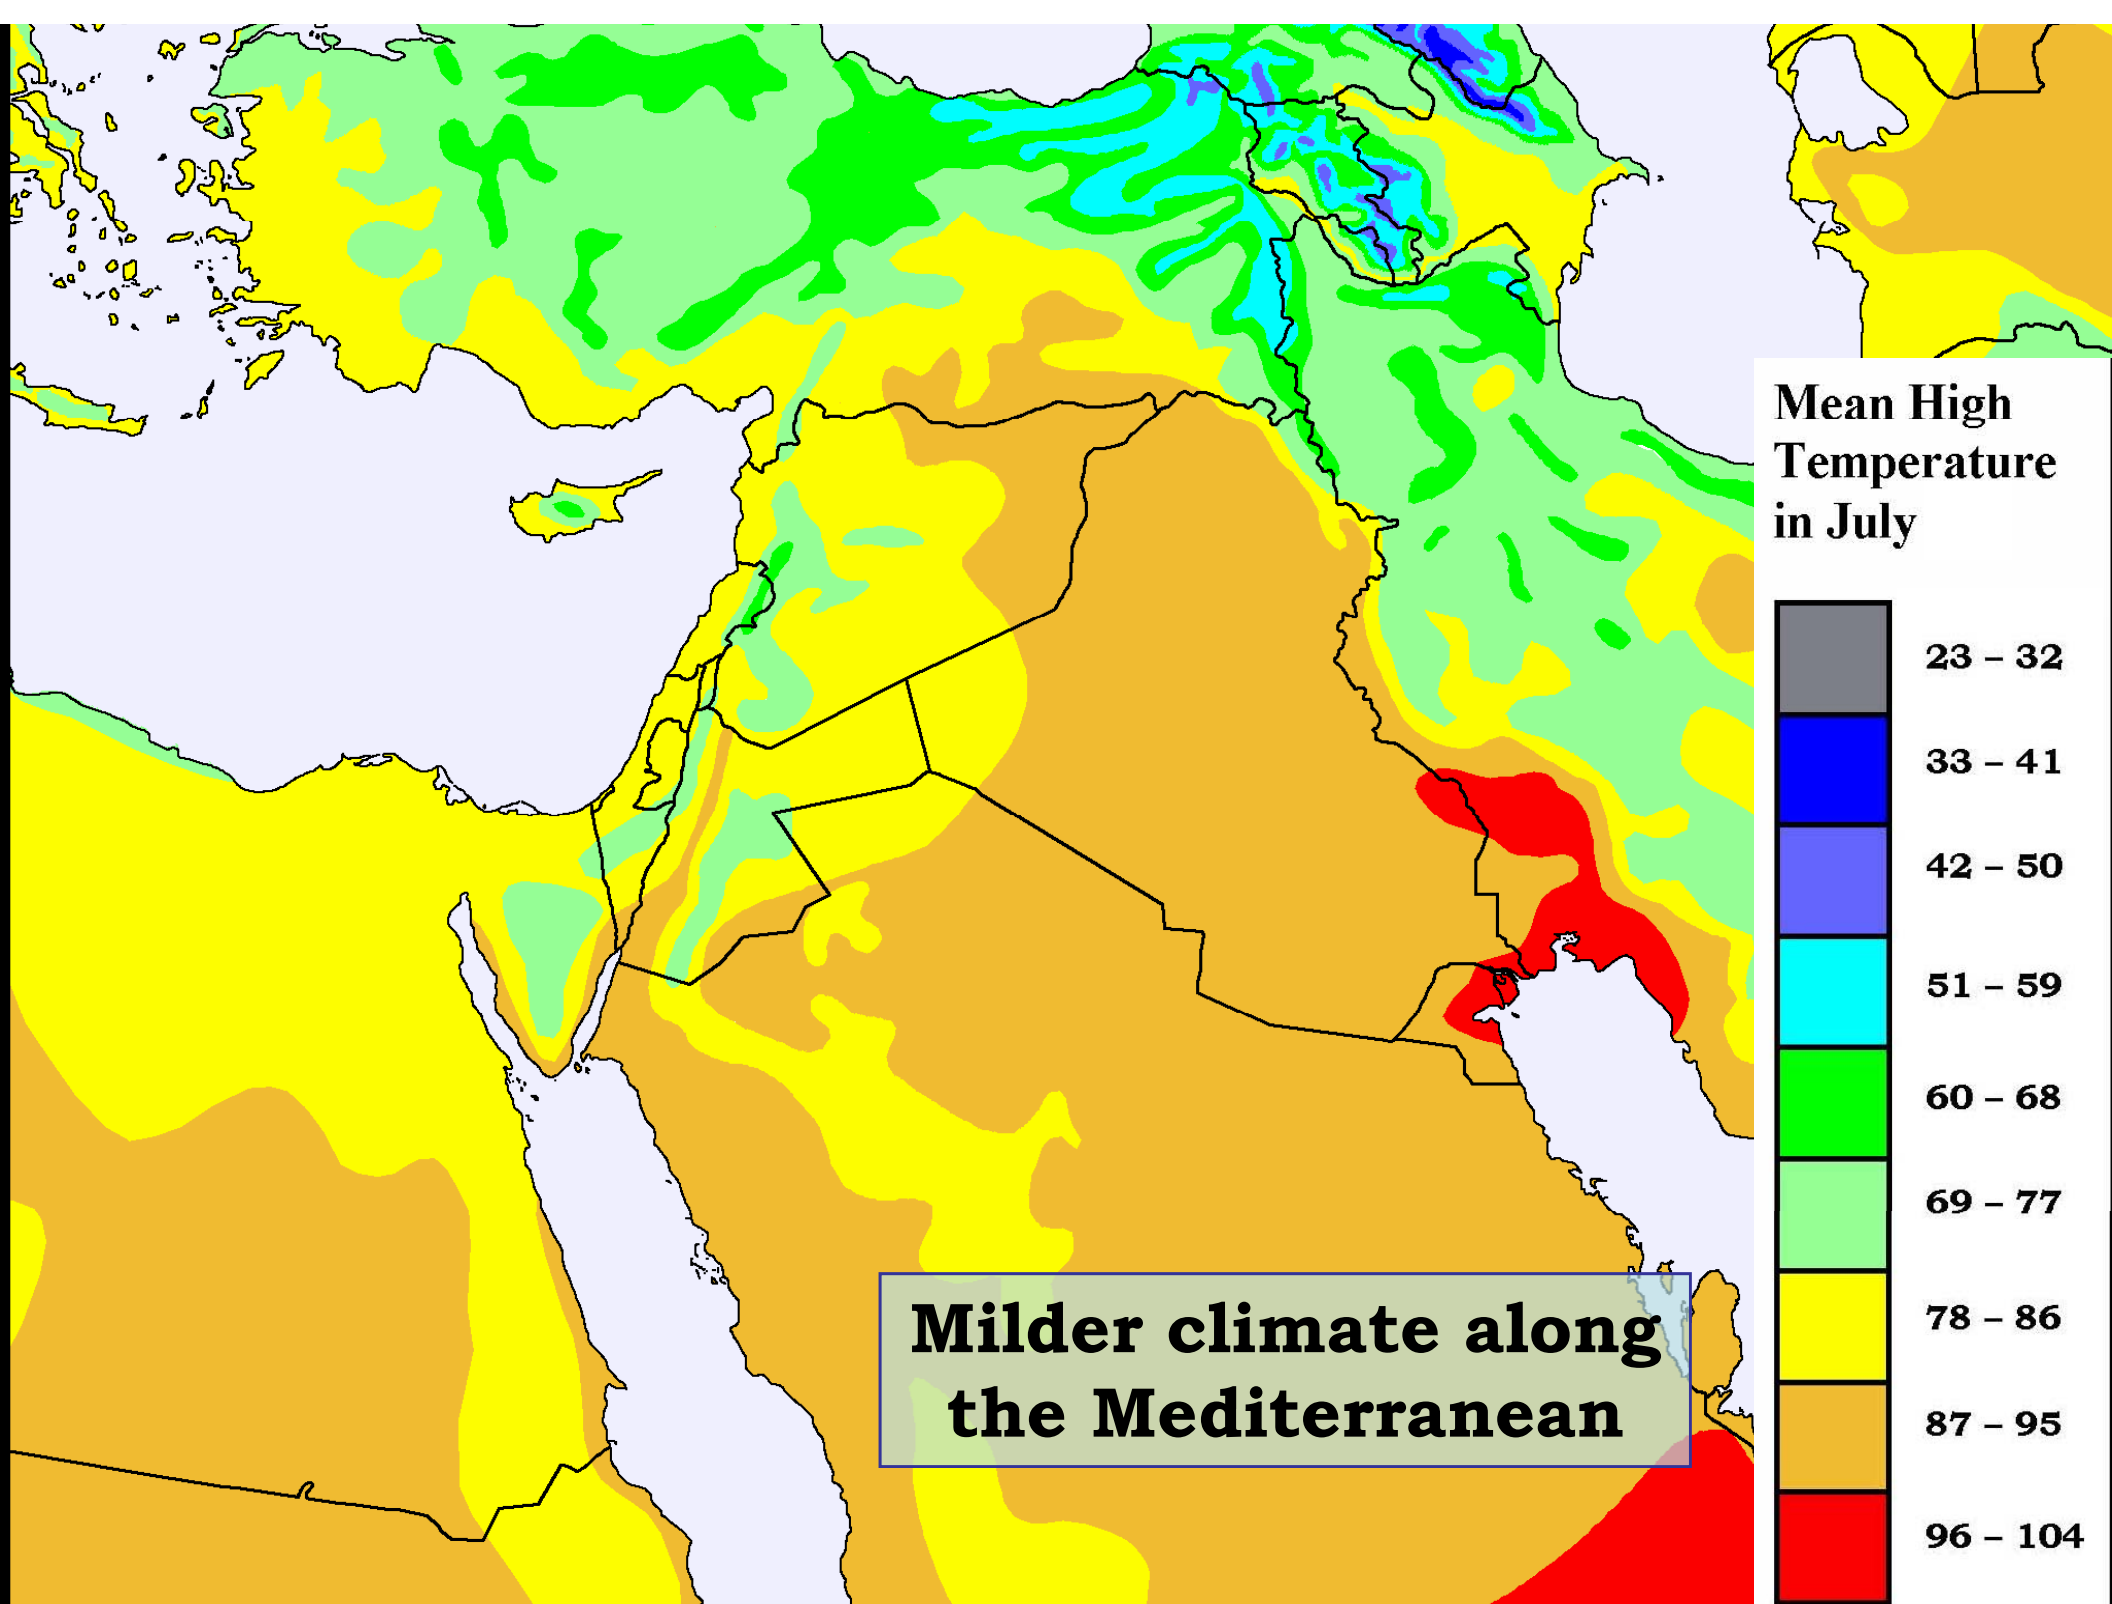 Mean High
Temperature
in July
23 – 32
33 – 41
42 – 50
51 – 59
60 – 68
69 – 77
78 – 86
87 – 95
96 – 104
Milder climate along
the Mediterranean